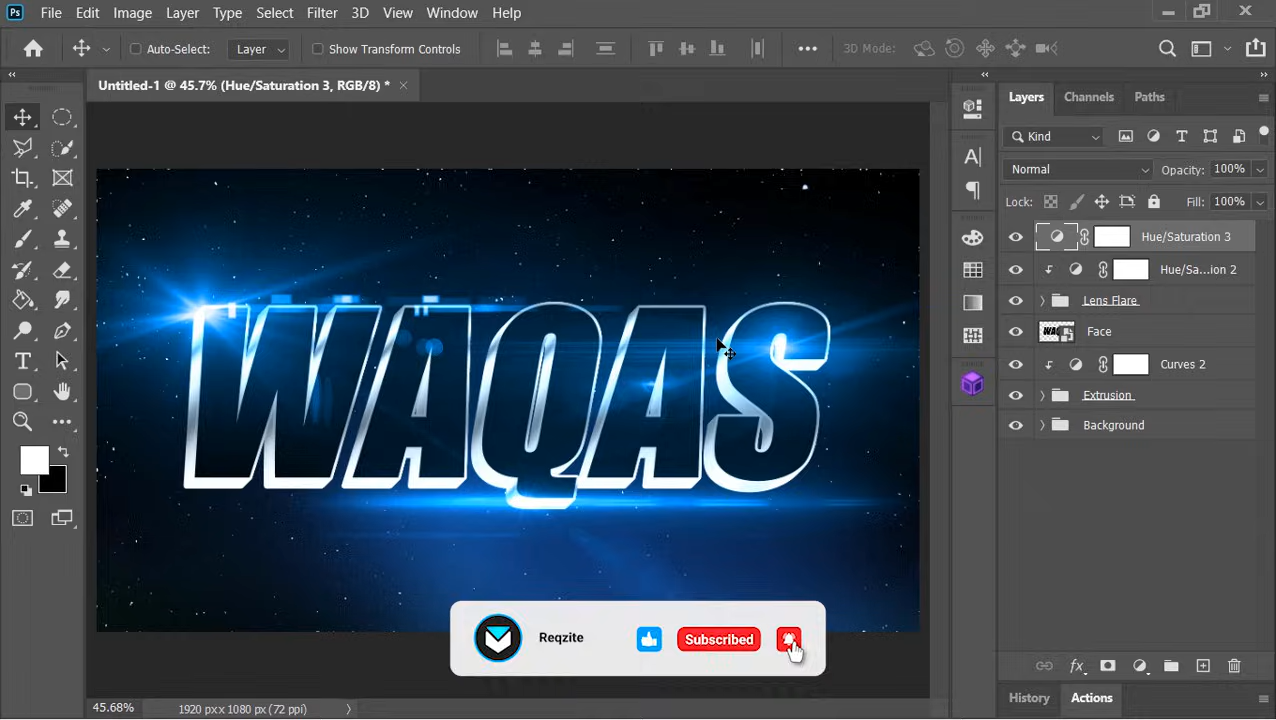 Ps File Edit Image Layer Type Select Filter 3D View Window Help
Auto-Select: Layer Show Transform Controls 3D Mode:
Untitled-1 @ 45.7% (Hue/Saturation 3, RGB/8) *
Layers Channels Paths
Kind
Normal Opacity: 100%
Lock: Fill: 100%
Hue/Saturation 3
Hue/Sa...ion 2
Lens Flare
Face
Curves 2
Extrusion
Background
WAQAS
Reqzite Subscribed
fx
History Actions
45.68% 1920 px x 1080 px (72 ppi)